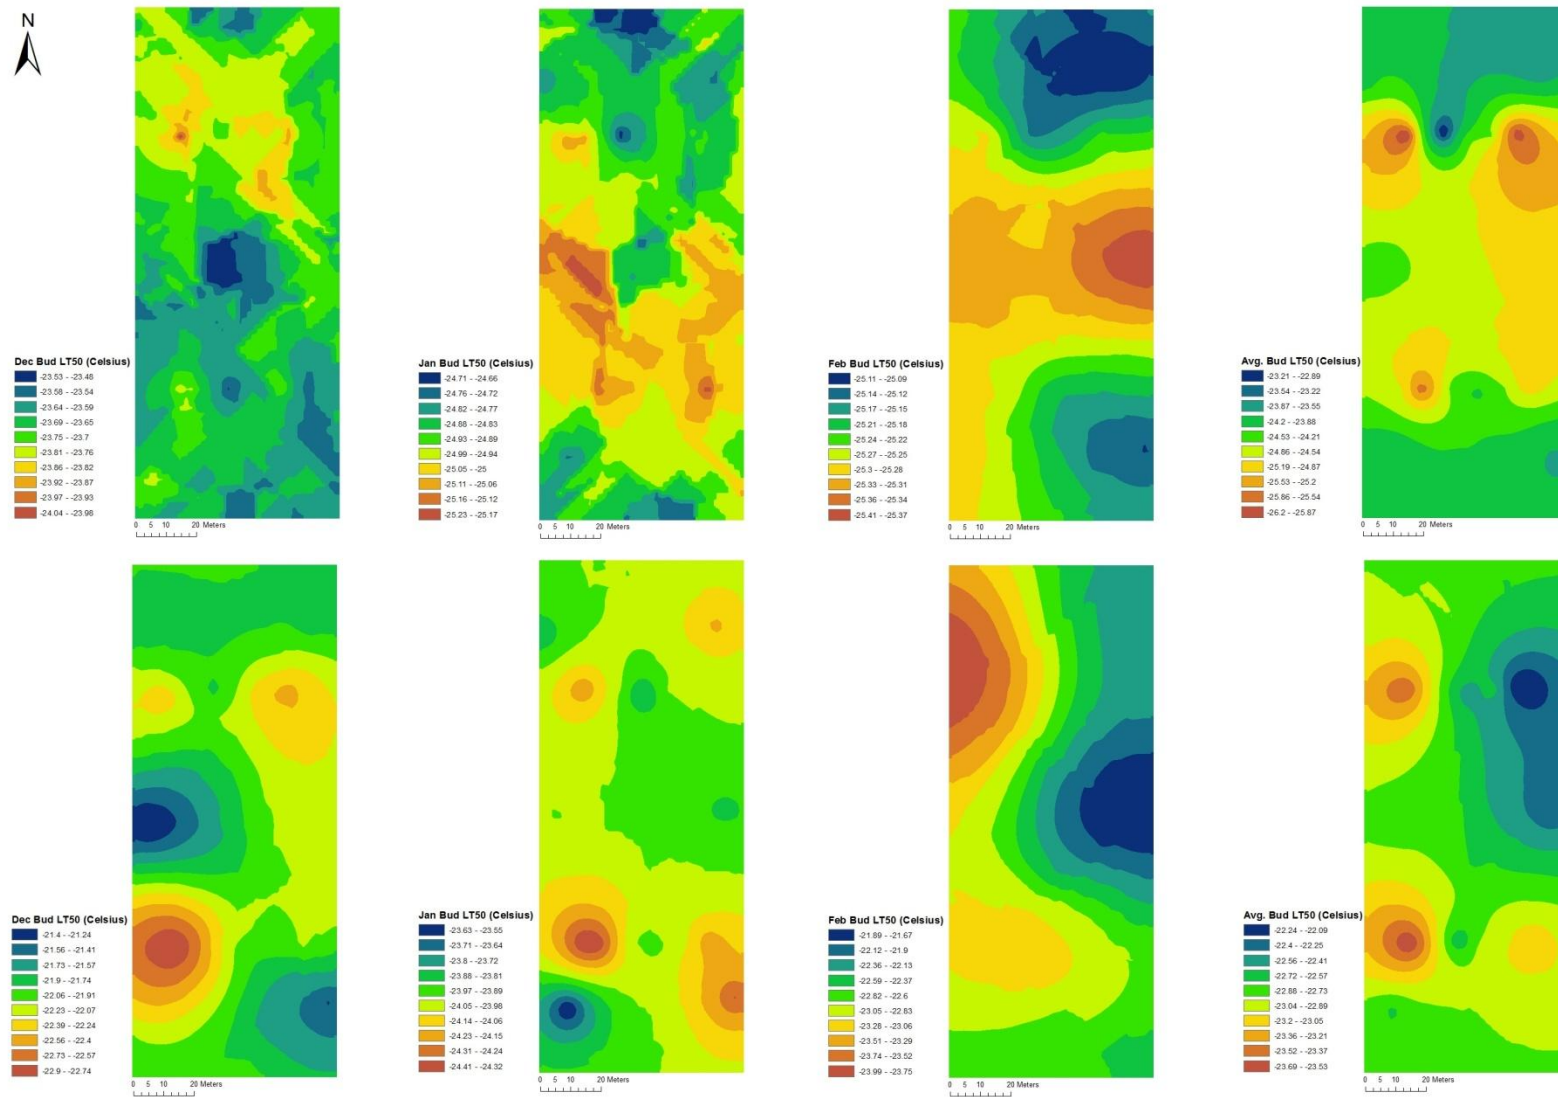 N
Dec Bud LT50 (Celsius)
-23.53 - -23.48
-23.58 - -23.54
-23.64 - -23.59
-23.69 - -23.65
-23.75 - -23.7
-23.81 - -23.76
-23.86 - -23.82
-23.92 - -23.87
-23.97 - -23.93
-24.04 - -23.98
0 5 10 20 Meters
Jan Bud LT50 (Celsius)
-24.71 - -24.66
-24.76 - -24.72
-24.82 - -24.77
-24.88 - -24.83
-24.93 - -24.89
-24.99 - -24.94
-25.05 - -25
-25.11 - -25.06
-25.16 - -25.12
-25.23 - -25.17
0 5 10 20 Meters
Feb Bud LT50 (Celsius)
-25.11 - -25.09
-25.14 - -25.12
-25.17 - -25.15
-25.21 - -25.18
-25.24 - -25.22
-25.27 - -25.25
-25.3 - -25.28
-25.33 - -25.31
-25.36 - -25.34
-25.41 - -25.37
0 5 10 20 Meters
Avg. Bud LT50 (Celsius)
-23.21 - -22.89
-23.54 - -23.22
-23.87 - -23.55
-24.2 - -23.88
-24.53 - -24.21
-24.86 - -24.54
-25.19 - -24.87
-25.53 - -25.2
-25.86 - -25.54
-26.2 - -25.87
0 5 10 20 Meters
Dec Bud LT50 (Celsius)
-21.4 - -21.24
-21.56 - -21.41
-21.73 - -21.57
-21.9 - -21.74
-22.06 - -21.91
-22.23 - -22.07
-22.39 - -22.24
-22.56 - -22.4
-22.73 - -22.57
-22.9 - -22.74
0 5 10 20 Meters
Jan Bud LT50 (Celsius)
-23.63 - -23.55
-23.71 - -23.64
-23.8 - -23.72
-23.88 - -23.81
-23.97 - -23.89
-24.05 - -23.98
-24.14 - -24.06
-24.23 - -24.15
-24.31 - -24.24
-24.41 - -24.32
0 5 10 20 Meters
Feb Bud LT50 (Celsius)
-21.89 - -21.67
-22.12 - -21.9
-22.36 - -22.13
-22.59 - -22.37
-22.82 - -22.6
-23.05 - -22.83
-23.28 - -23.06
-23.51 - -23.29
-23.74 - -23.52
-23.99 - -23.75
0 5 10 20 Meters
Avg. Bud LT50 (Celsius)
-22.24 - -22.09
-22.4 - -22.25
-22.56 - -22.41
-22.72 - -22.57
-22.88 - -22.73
-23.04 - -22.89
-23.2 - -23.05
-23.36 - -23.21
-23.52 - -23.37
-23.69 - -23.53
0 5 10 20 Meters